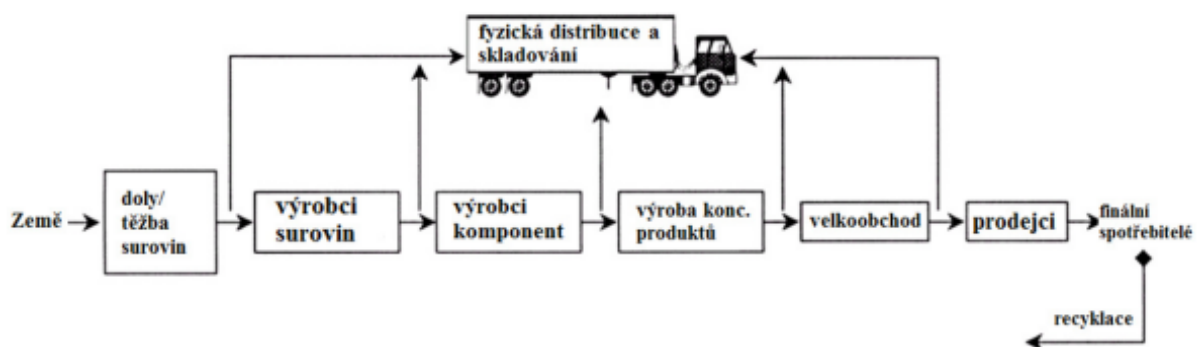 fyzická distribuce a
skladování
Země
doly/
těžba
surovin
výrobci
surovin
výrobci
komponent
výroba konc.
produktů
velkoobchod
prodejci
finální
spotřebitelé
recyklace